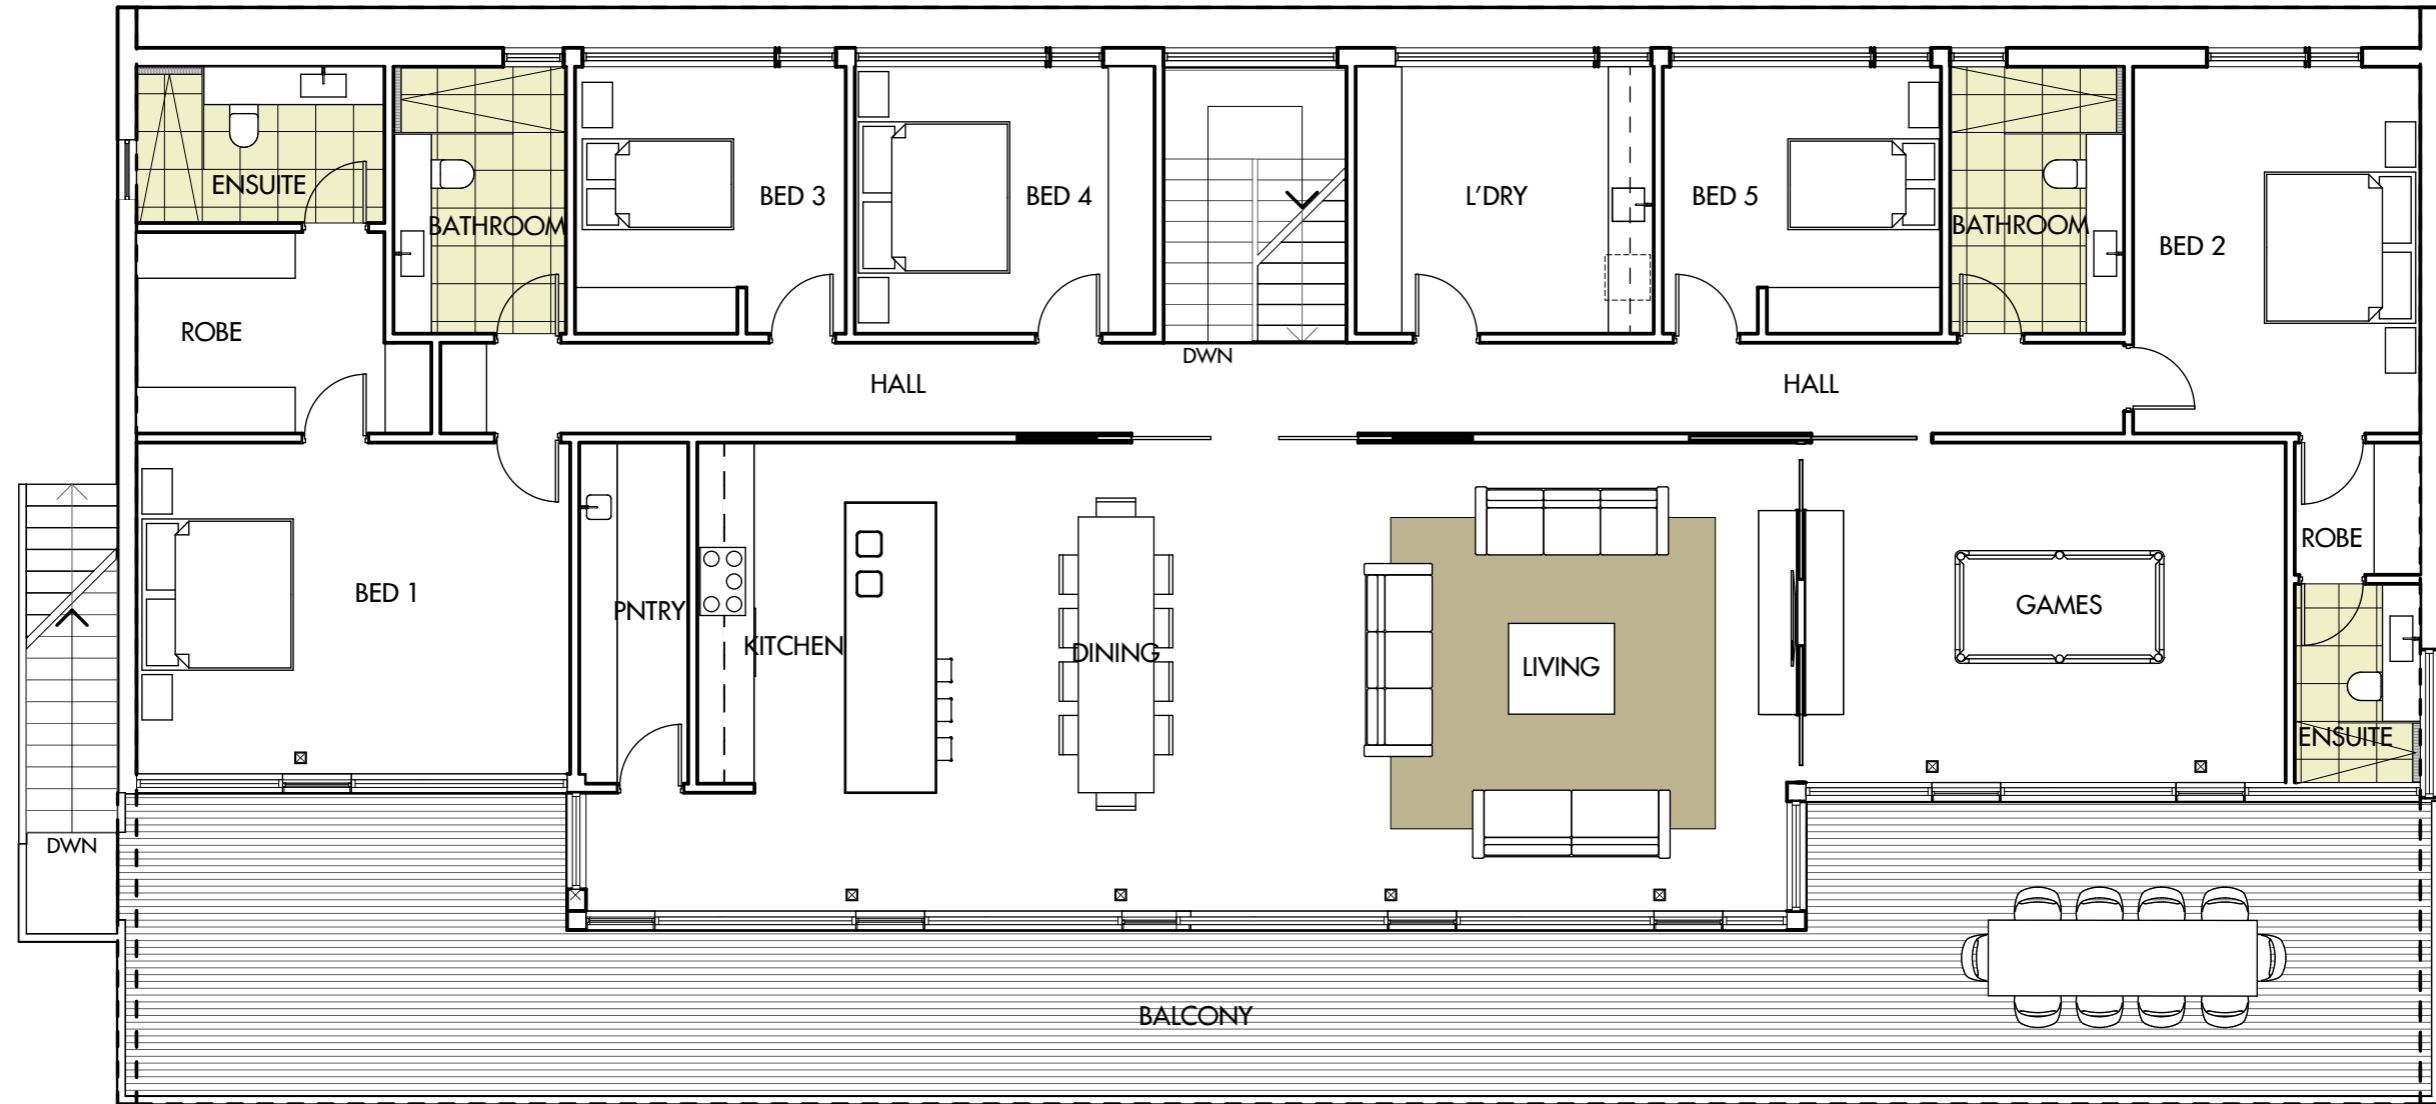 ENSUITE
BATHROOM
BED 3
BED 4
L'DRY
BED 5
BATHROOM
BED 2
ROBE
DWN
HALL
HALL
BED 1
PNTRY
KITCHEN
DINING
LIVING
GAMES
ROBE
ENSUITE
DWN
BALCONY